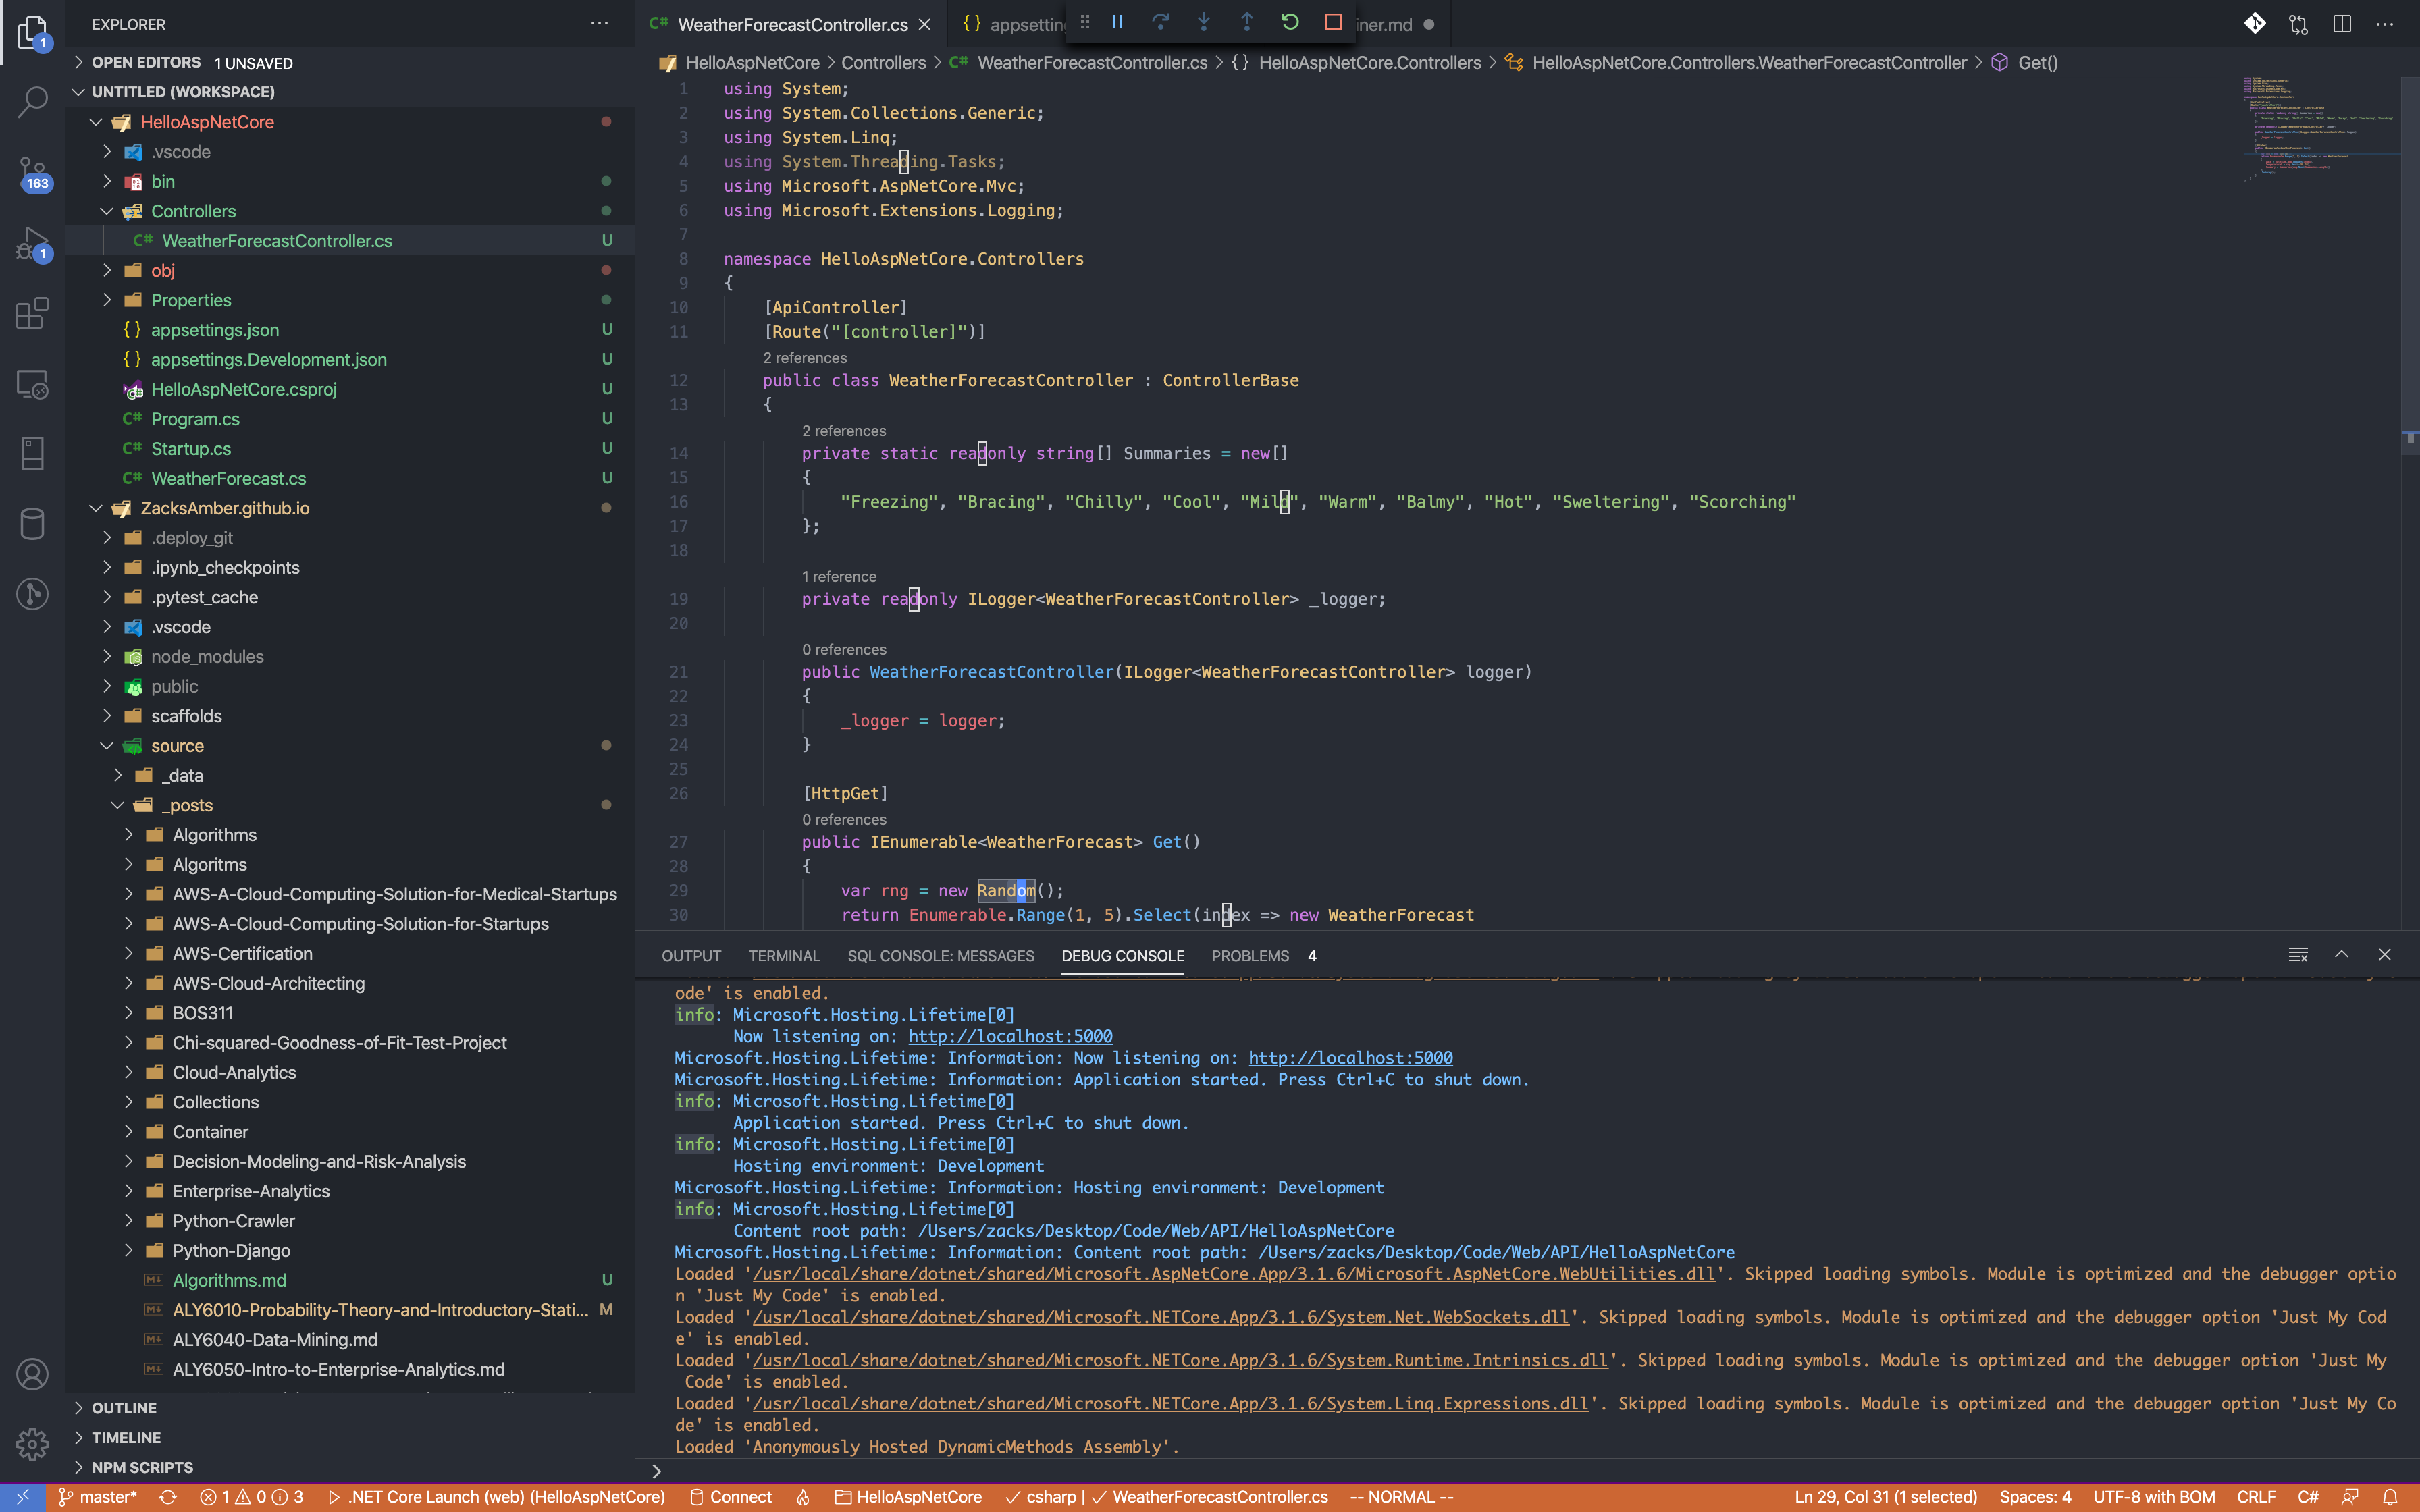 EXPLORER
OPEN EDITORS 1 UNSAVED
UNTITLED (WORKSPACE)
HelloAspNetCore
.vscode
bin
Controllers
C# WeatherForecastController.cs U
obj
Properties
{ } appsettings.json U
{ } appsettings.Development.json U
HelloAspNetCore.csproj U
C# Program.cs U
C# Startup.cs U
C# WeatherForecast.cs U
ZacksAmber.github.io
.deploy_git
.ipynb_checkpoints
.pytest_cache
.vscode
node_modules
public
scaffolds
source
_data
_posts
Algorithms
Algoritms
AWS-A-Cloud-Computing-Solution-for-Medical-Startups
AWS-A-Cloud-Computing-Solution-for-Startups
AWS-Certification
AWS-Cloud-Architecting
BOS311
Chi-squared-Goodness-of-Fit-Test-Project
Cloud-Analytics
Collections
Container
Decision-Modeling-and-Risk-Analysis
Enterprise-Analytics
Python-Crawler
Python-Django
Algorithms.md U
ALY6010-Probability-Theory-and-Introductory-Stati... M
ALY6040-Data-Mining.md
ALY6050-Intro-to-Enterprise-Analytics.md
OUTLINE
TIMELINE
NPM SCRIPTS
1
163
1
C# WeatherForecastController.cs { } appsettin iner.md
HelloAspNetCore > Controllers > C# WeatherForecastController.cs > { } HelloAspNetCore.Controllers > HelloAspNetCore.Controllers.WeatherForecastController > Get()
1 using System;
2 using System.Collections.Generic;
3 using System.Linq;
4 using System.Threading.Tasks;
5 using Microsoft.AspNetCore.Mvc;
6 using Microsoft.Extensions.Logging;
7
8 namespace HelloAspNetCore.Controllers
9 {
10 [ApiController]
11 [Route("[controller]")]
2 references
12 public class WeatherForecastController : ControllerBase
13 {
2 references
14 private static readonly string[] Summaries = new[]
15 {
16 "Freezing", "Bracing", "Chilly", "Cool", "Mild", "Warm", "Balmy", "Hot", "Sweltering", "Scorching"
17 };
18
1 reference
19 private readonly ILogger<WeatherForecastController> _logger;
20
0 references
21 public WeatherForecastController(ILogger<WeatherForecastController> logger)
22 {
23 _logger = logger;
24 }
25
26 [HttpGet]
0 references
27 public IEnumerable<WeatherForecast> Get()
28 {
29 var rng = new Random();
30 return Enumerable.Range(1, 5).Select(index => new WeatherForecast
OUTPUT TERMINAL SQL CONSOLE: MESSAGES DEBUG CONSOLE PROBLEMS 4
ode' is enabled.
info: Microsoft.Hosting.Lifetime[0]
Now listening on: http://localhost:5000
Microsoft.Hosting.Lifetime: Information: Now listening on: http://localhost:5000
Microsoft.Hosting.Lifetime: Information: Application started. Press Ctrl+C to shut down.
info: Microsoft.Hosting.Lifetime[0]
Application started. Press Ctrl+C to shut down.
info: Microsoft.Hosting.Lifetime[0]
Hosting environment: Development
Microsoft.Hosting.Lifetime: Information: Hosting environment: Development
info: Microsoft.Hosting.Lifetime[0]
Content root path: /Users/zacks/Desktop/Code/Web/API/HelloAspNetCore
Microsoft.Hosting.Lifetime: Information: Content root path: /Users/zacks/Desktop/Code/Web/API/HelloAspNetCore
Loaded '/usr/local/share/dotnet/shared/Microsoft.AspNetCore.App/3.1.6/Microsoft.AspNetCore.WebUtilities.dll'. Skipped loading symbols. Module is optimized and the debugger optio
n 'Just My Code' is enabled.
Loaded '/usr/local/share/dotnet/shared/Microsoft.NETCore.App/3.1.6/System.Net.WebSockets.dll'. Skipped loading symbols. Module is optimized and the debugger option 'Just My Cod
e' is enabled.
Loaded '/usr/local/share/dotnet/shared/Microsoft.NETCore.App/3.1.6/System.Runtime.Intrinsics.dll'. Skipped loading symbols. Module is optimized and the debugger option 'Just My
Code' is enabled.
Loaded '/usr/local/share/dotnet/shared/Microsoft.NETCore.App/3.1.6/System.Linq.Expressions.dll'. Skipped loading symbols. Module is optimized and the debugger option 'Just My Co
de' is enabled.
Loaded 'Anonymously Hosted DynamicMethods Assembly'.
master* 1 0 3 .NET Core Launch (web) (HelloAspNetCore) Connect HelloAspNetCore csharp | WeatherForecastController.cs -- NORMAL -- Ln 29, Col 31 (1 selected) Spaces: 4 UTF-8 with BOM CRLF C#